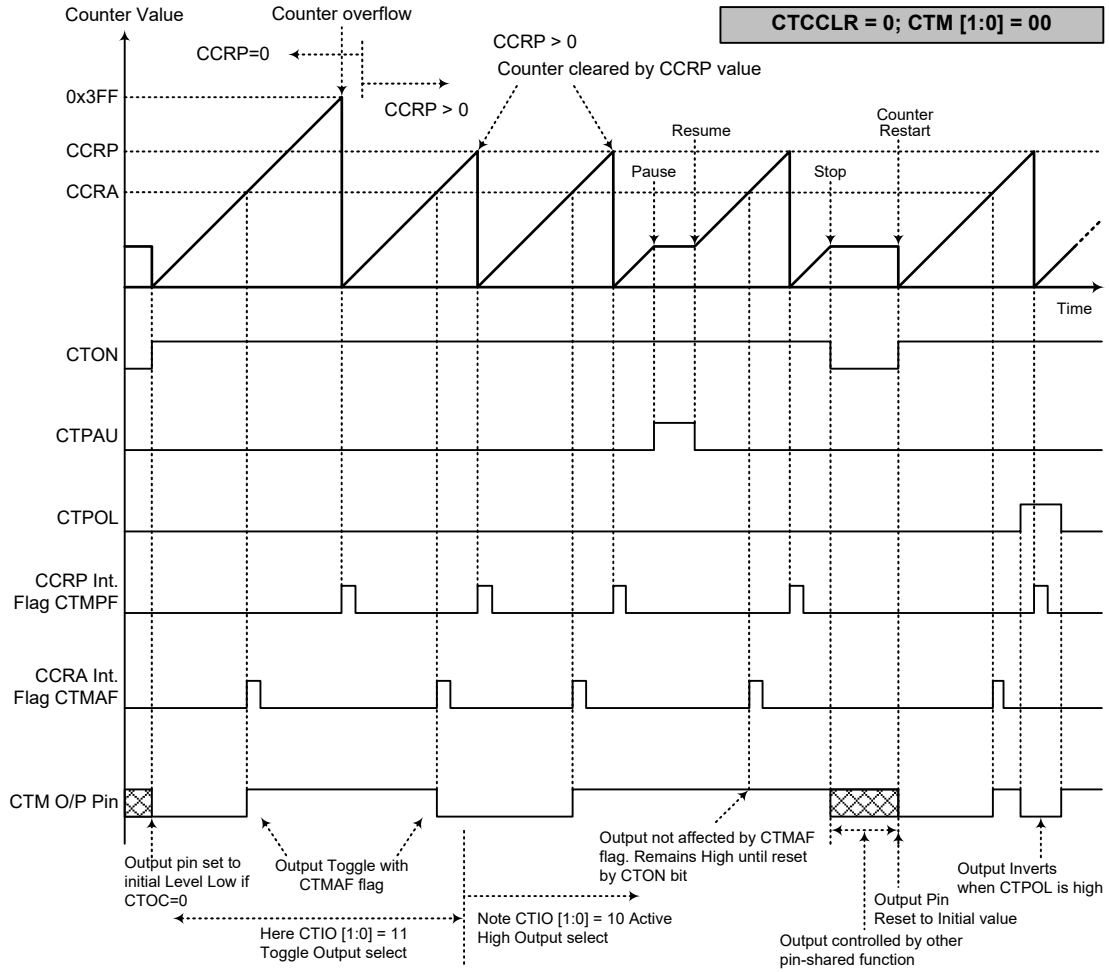 Counter Value
Counter overflow
CTCCLR = 0; CTM [1:0] = 00
CCRP=0
CCRP > 0
CCRP > 0
Counter cleared by CCRP value
0x3FF
CCRP
CCRA
Pause
Resume
Stop
Counter
Restart
Time
CTON
CTPAU
CTPOL
CCRP Int.
Flag CTMPF
CCRA Int.
Flag CTMAF
CTM O/P Pin
Output pin set to
initial Level Low if
CTOC=0
Output Toggle with
CTMAF flag
Here CTIO [1:0] = 11
Toggle Output select
Note CTIO [1:0] = 10 Active
High Output select
Output not affected by CTMAF
flag. Remains High until reset
by CTON bit
Output controlled by other
pin-shared function
Output Pin
Reset to Initial value
Output Inverts
when CTPOL is high